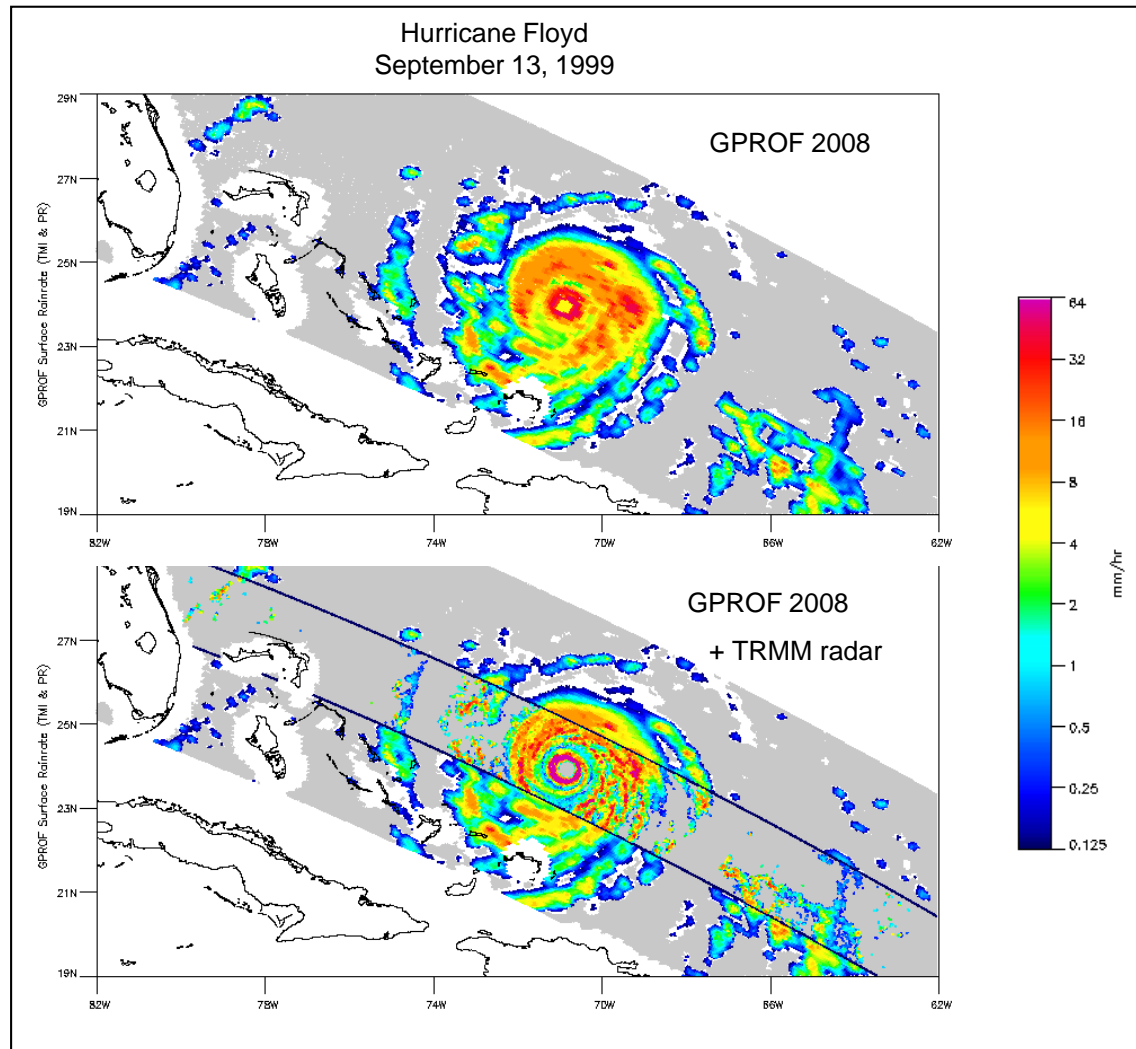 Hurricane Floyd
September 13, 1999
GPROF 2008
29N
27N
25N
23N
21N
19N
GPROF Surface Rainrate (TMI & PR)
82W 78W 74W 70W 66W 62W
GPROF 2008
+ TRMM radar
27N
25N
23N
21N
19N
GPROF Surface Rainrate (TMI & PR)
82W 78W 74W 70W 66W 62W
64
32
16
8
4
2
1
0.5
0.25
0.125
mm/hr